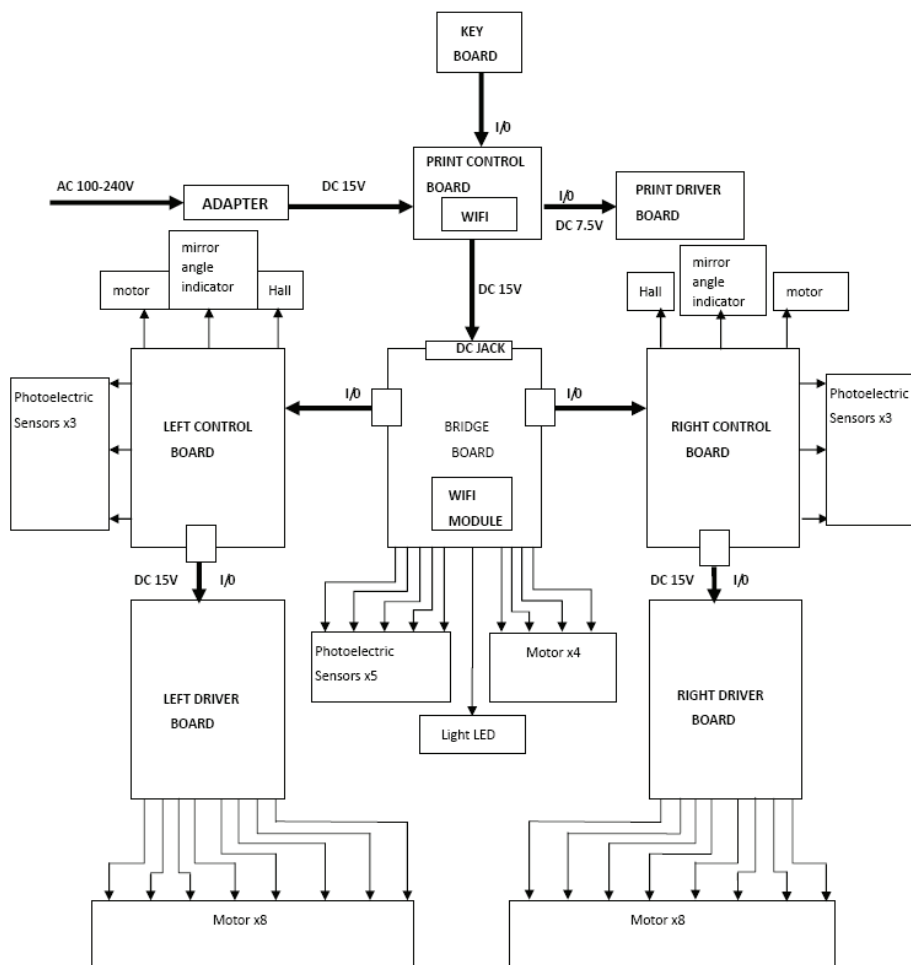 KEY
BOARD
I/0
PRINT CONTROL
BOARD
WIFI
AC 100-240V
ADAPTER
DC 15V
I/0
DC 7.5V
PRINT DRIVER
BOARD
DC 15V
motor
mirror
angle
indicator
Hall
Hall
mirror
angle
indicator
motor
DC JACK
Photoelectric
Sensors x3
LEFT CONTROL
BOARD
I/0
BRIDGE
BOARD
WIFI
MODULE
I/0
RIGHT CONTROL
BOARD
Photoelectric
Sensors x3
DC 15V
I/0
DC 15V
I/0
LEFT DRIVER
BOARD
Photoelectric
Sensors x5
Motor x4
Light LED
RIGHT DRIVER
BOARD
Motor x8
Motor x8